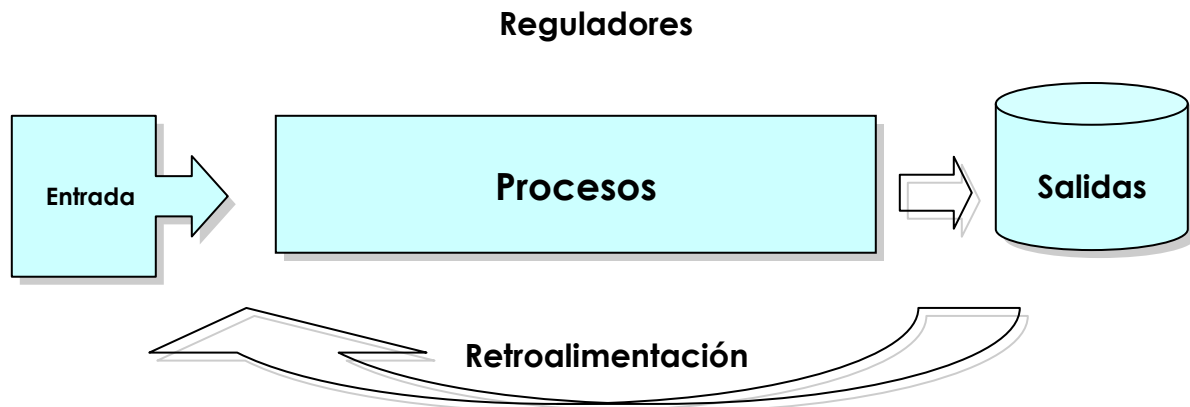 Reguladores
Entrada
Procesos
Salidas
Retroalimentación